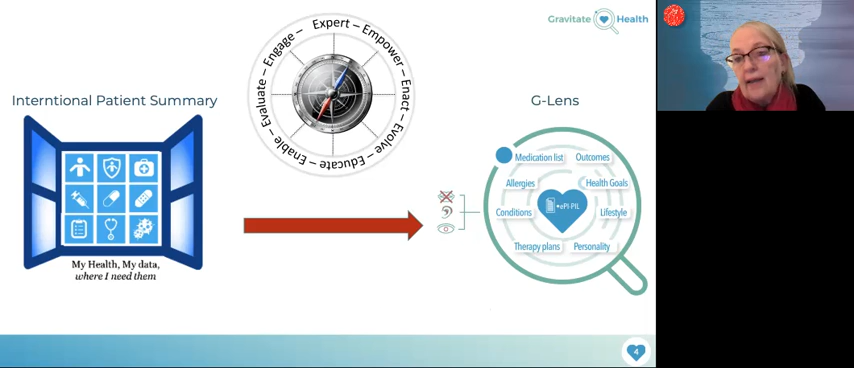 Gravitate Health
Interntional Patient Summary
Engage – Expert – Empower – Enact – Evolve – Educate – Enable – Evaluate –
G-Lens
Medication list
Outcomes
Allergies
Health Goals
ePI-PIL
Conditions
Lifestyle
Therapy plans
Personality
My Health, My data,
where I need them
4